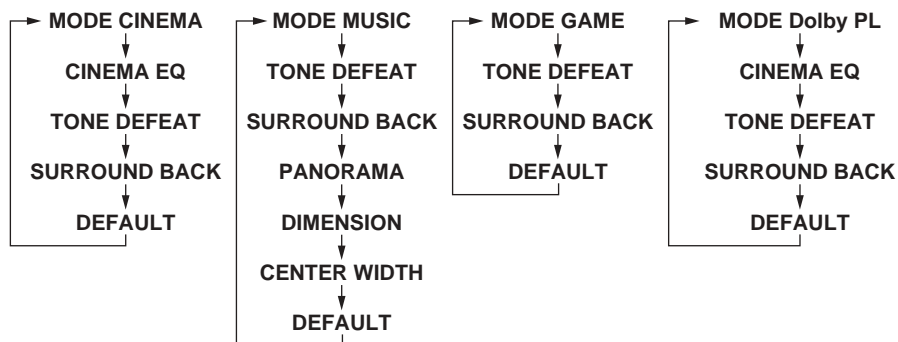 MODE CINEMA
CINEMA EQ
TONE DEFEAT
SURROUND BACK
DEFAULT
MODE MUSIC
TONE DEFEAT
SURROUND BACK
PANORAMA
DIMENSION
CENTER WIDTH
DEFAULT
MODE GAME
TONE DEFEAT
SURROUND BACK
DEFAULT
MODE Dolby PL
CINEMA EQ
TONE DEFEAT
SURROUND BACK
DEFAULT